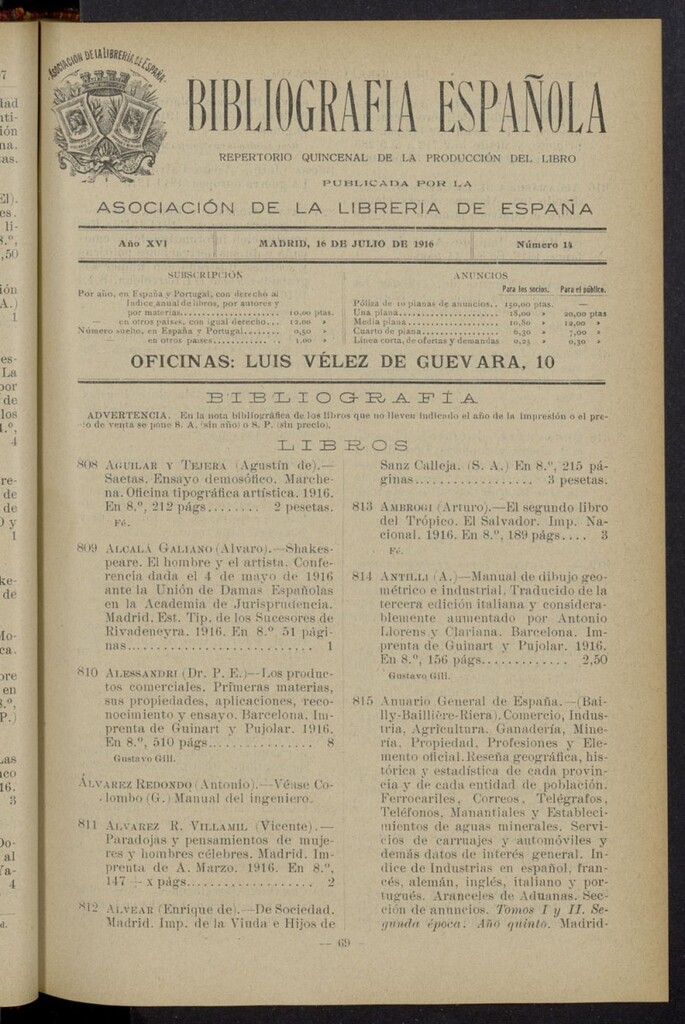 ASOCIACION DE LA LIBRERIA DE ESPAÑA
BIBLIOGRAFIA ESPAÑOLA
REPERTORIO QUINCENAL DE LA PRODUCCIÓN DEL LIBRO
PUBLICADA POR LA
ASOCIACIÓN DE LA LIBRERIA DE ESPAÑA
Año XVI MADRID, 16 DE JULIO DE 1916 Número 14
SUBSCRIPCIÓN
Por año, en España y Portugal, con derecho al
Indice anual de libros, por autores y
por materias..................... 10,00 ptas.
— en otros países, con igual derecho... 12,00 »
Número suelto, en España y Portugal....... 0,50 »
— en otros países.............. 1,00 »
ANUNCIOS
Para los socios. Para el público.
Póliza de 10 planas de anuncios.. 150,00 ptas. —
Una plana..................... 18,00 » 20,00 ptas
Media plana................... 10,80 » 12,00 »
Cuarto de plana............... 6,30 » 7,00 »
Línea corta, de ofertas y demandas 0,25 » 0,30 »
OFICINAS: LUIS VÉLEZ DE GUEVARA, 10
BIBLIOGRAFÍA
ADVERTENCIA. En la nota bibliográfica de los libros que no lleven indicado el año de la impresión o el pre-
io de venta se pone S. A. (sin año) o S. P. (sin precio).
LIBROS
808 AGUILAR Y TEJERA (Agustín de).—
Saetas. Ensayo demosófico. Marche-
na. Oficina tipográfica artística. 1916.
En 8.º, 212 págs........ 2 pesetas.
Fé.
809 ALCALÁ GALIANO (Alvaro).—Shakes-
peare. El hombre y el artista. Confe-
rencia dada el 4 de mayo de 1916
ante la Unión de Damas Españolas
en la Academia de Jurisprudencia.
Madrid. Est. Tip. de los Sucesores de
Rivadeneyra. 1916. En 8.º 51 pági-
nas............................ 1
810 ALESSANDRI (Dr. P. E.)—Los produc-
tos comerciales. Primeras materias,
sus propiedades, aplicaciones, reco-
nocimiento y ensayo. Barcelona. Im-
prenta de Guinart y Pujolar. 1916.
En 8.º, 510 págs............... 8
Gustavo Gili.
ÁLVAREZ REDONDO (Antonio).—Véase Co-
lombo (G.) Manual del ingeniero.
811 ALVAREZ R. VILLAMIL (Vicente).—
Paradojas y pensamientos de muje-
res y hombres célebres. Madrid. Im-
prenta de A. Marzo. 1916. En 8.º,
147 + x págs.................. 2
812 ALVEAR (Enrique de).—De Sociedad.
Madrid. Imp. de la Viuda e Hijos de
Sanz Calleja. (S. A.) En 8.º, 215 pá-
ginas................. 3 pesetas.
813 AMBROGI (Arturo).—El segundo libro
del Trópico. El Salvador. Imp. Na-
cional. 1916. En 8.º, 189 págs.... 3
Fé.
814 ANTILLI (A.)—Manual de dibujo geo-
métrico e industrial. Traducido de la
tercera edición italiana y considera-
blemente aumentado por Antonio
Llorens y Clariana. Barcelona. Im-
prenta de Guinart y Pujolar. 1916.
En 8.º, 156 págs............ 2,50
Gustavo Gili.
815 Anuario General de España.—(Bai-
lly-Baillière-Riera). Comercio, Indus-
tria, Agricultura. Ganadería, Mine-
ría, Propiedad, Profesiones y Ele-
mento oficial. Reseña geográfica, his-
tórica y estadística de cada provin-
cia y de cada entidad de población.
Ferrocariles, Correos, Telégrafos,
Teléfonos, Manantiales y Estableci-
mientos de aguas minerales. Servi-
cios de carruajes y automóviles y
demás datos de interés general. In-
dice de Industrias en español, fran-
cés, alemán, inglés, italiano y por-
tugués. Aranceles de Aduanas. Sec-
ción de anuncios. Tomos I y II. Se-
gunda época. Año quinto. Madrid-
— 69 —